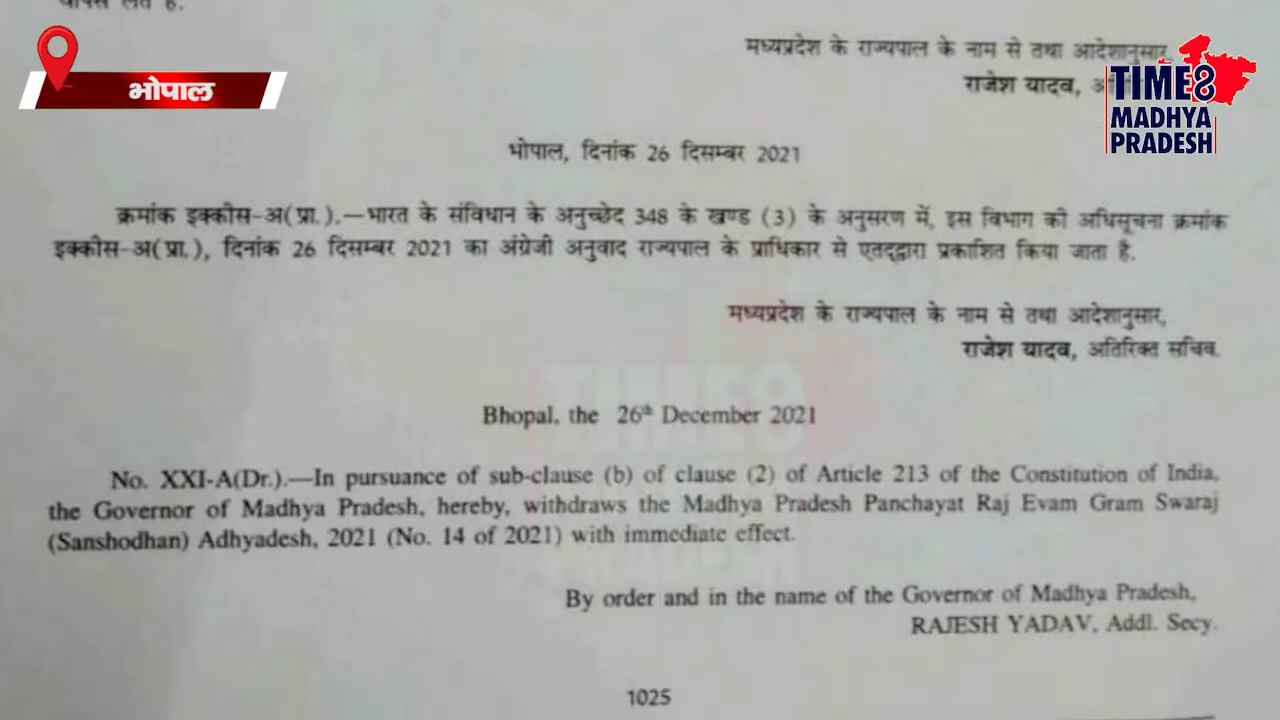 वापस लेते हैं.
मध्यप्रदेश के राज्यपाल के नाम से तथा आदेशानुसार,
राजेश यादव,
भोपाल
TIME8
MADHYA
PRADESH
भोपाल, दिनांक 26 दिसम्बर 2021
क्रमांक इक्कीस-अ(प्रा.).—भारत के संविधान के अनुच्छेद 348 के खण्ड (3) के अनुसरण में, इस विभाग की अधिसूचना क्रमांक
इक्कीस-अ(प्रा.), दिनांक 26 दिसम्बर 2021 का अंग्रेजी अनुवाद राज्यपाल के प्राधिकार से एतद्द्वारा प्रकाशित किया जाता है.
मध्यप्रदेश के राज्यपाल के नाम से तथा आदेशानुसार,
राजेश यादव, अतिरिक्त सचिव.
Bhopal, the 26th December 2021
No. XXI-A(Dr.).—In pursuance of sub-clause (b) of clause (2) of Article 213 of the Constitution of India,
the Governor of Madhya Pradesh, hereby, withdraws the Madhya Pradesh Panchayat Raj Evam Gram Swaraj
(Sanshodhan) Adhyadesh, 2021 (No. 14 of 2021) with immediate effect.
By order and in the name of the Governor of Madhya Pradesh,
RAJESH YADAV, Addl. Secy.
1025